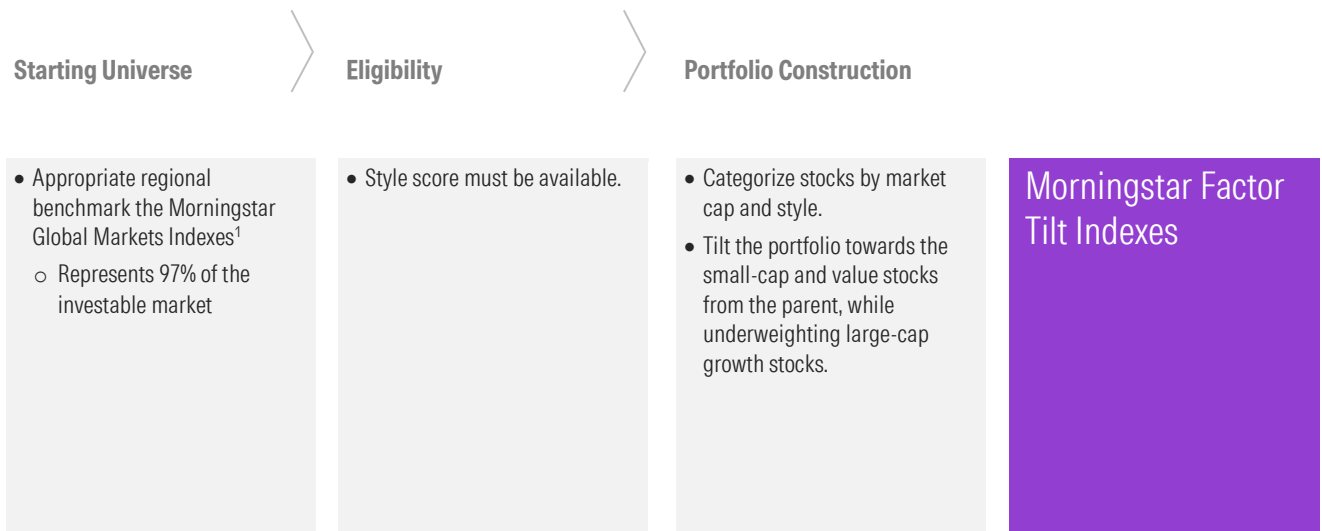 Starting Universe
Eligibility
Portfolio Construction
• Appropriate regional
benchmark the Morningstar
Global Markets Indexes¹
○ Represents 97% of the
investable market
• Style score must be available.
• Categorize stocks by market
cap and style.
• Tilt the portfolio towards the
small-cap and value stocks
from the parent, while
underweighting large-cap
growth stocks.
Morningstar Factor
Tilt Indexes